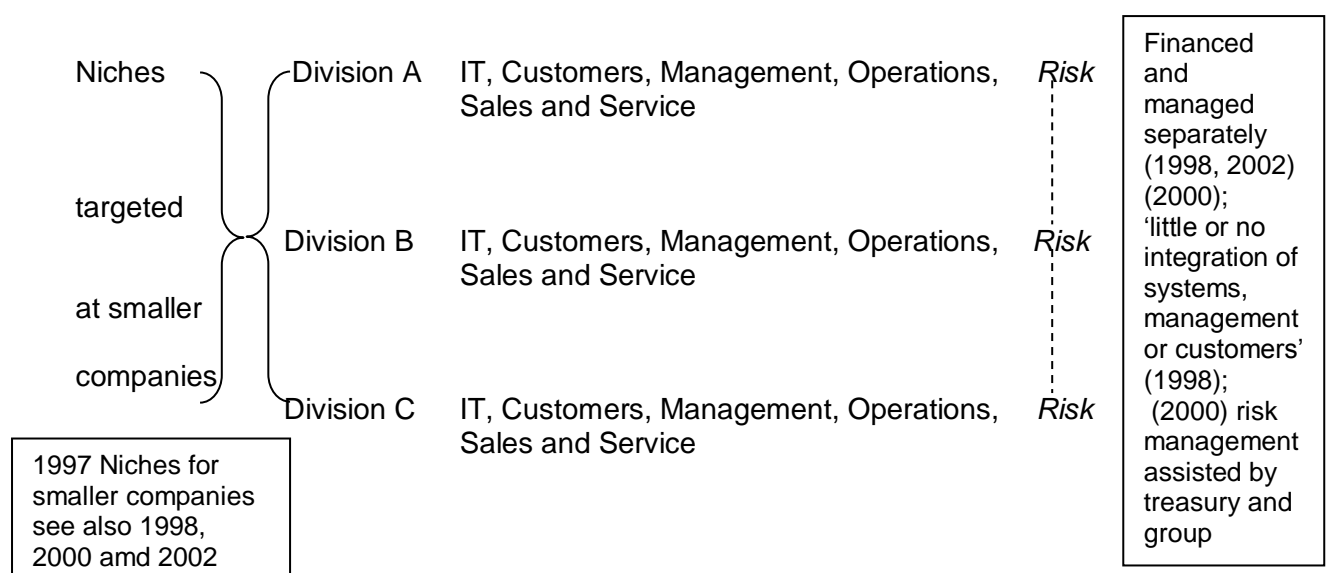 Niches
targeted
at smaller
companies
Division A
IT, Customers, Management, Operations,
Sales and Service
Risk
Division B
IT, Customers, Management, Operations,
Sales and Service
Risk
Division C
IT, Customers, Management, Operations,
Sales and Service
Risk
Financed
and
managed
separately
(1998, 2002)
(2000);
‘little or no
integration of
systems,
management
or customers’
(1998);
(2000) risk
management
assisted by
treasury and
group
1997 Niches for
smaller companies
see also 1998,
2000 amd 2002